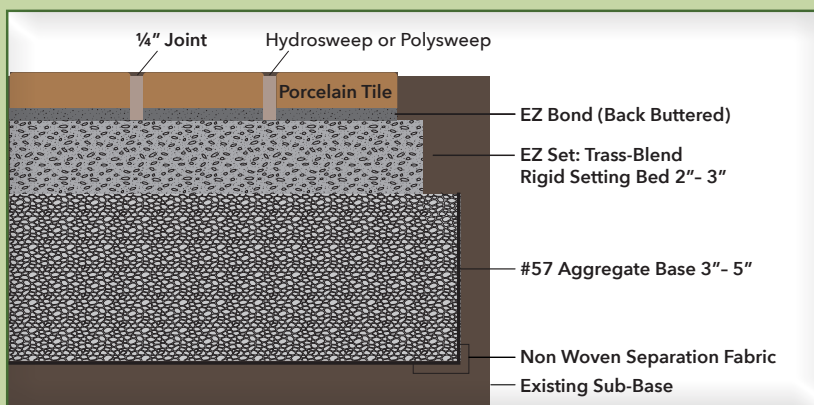 ¼” Joint
Hydrosweep or Polysweep
Porcelain Tile
EZ Bond (Back Buttered)
EZ Set: Trass-Blend
Rigid Setting Bed 2”– 3”
#57 Aggregate Base 3”– 5”
Non Woven Separation Fabric
Existing Sub-Base